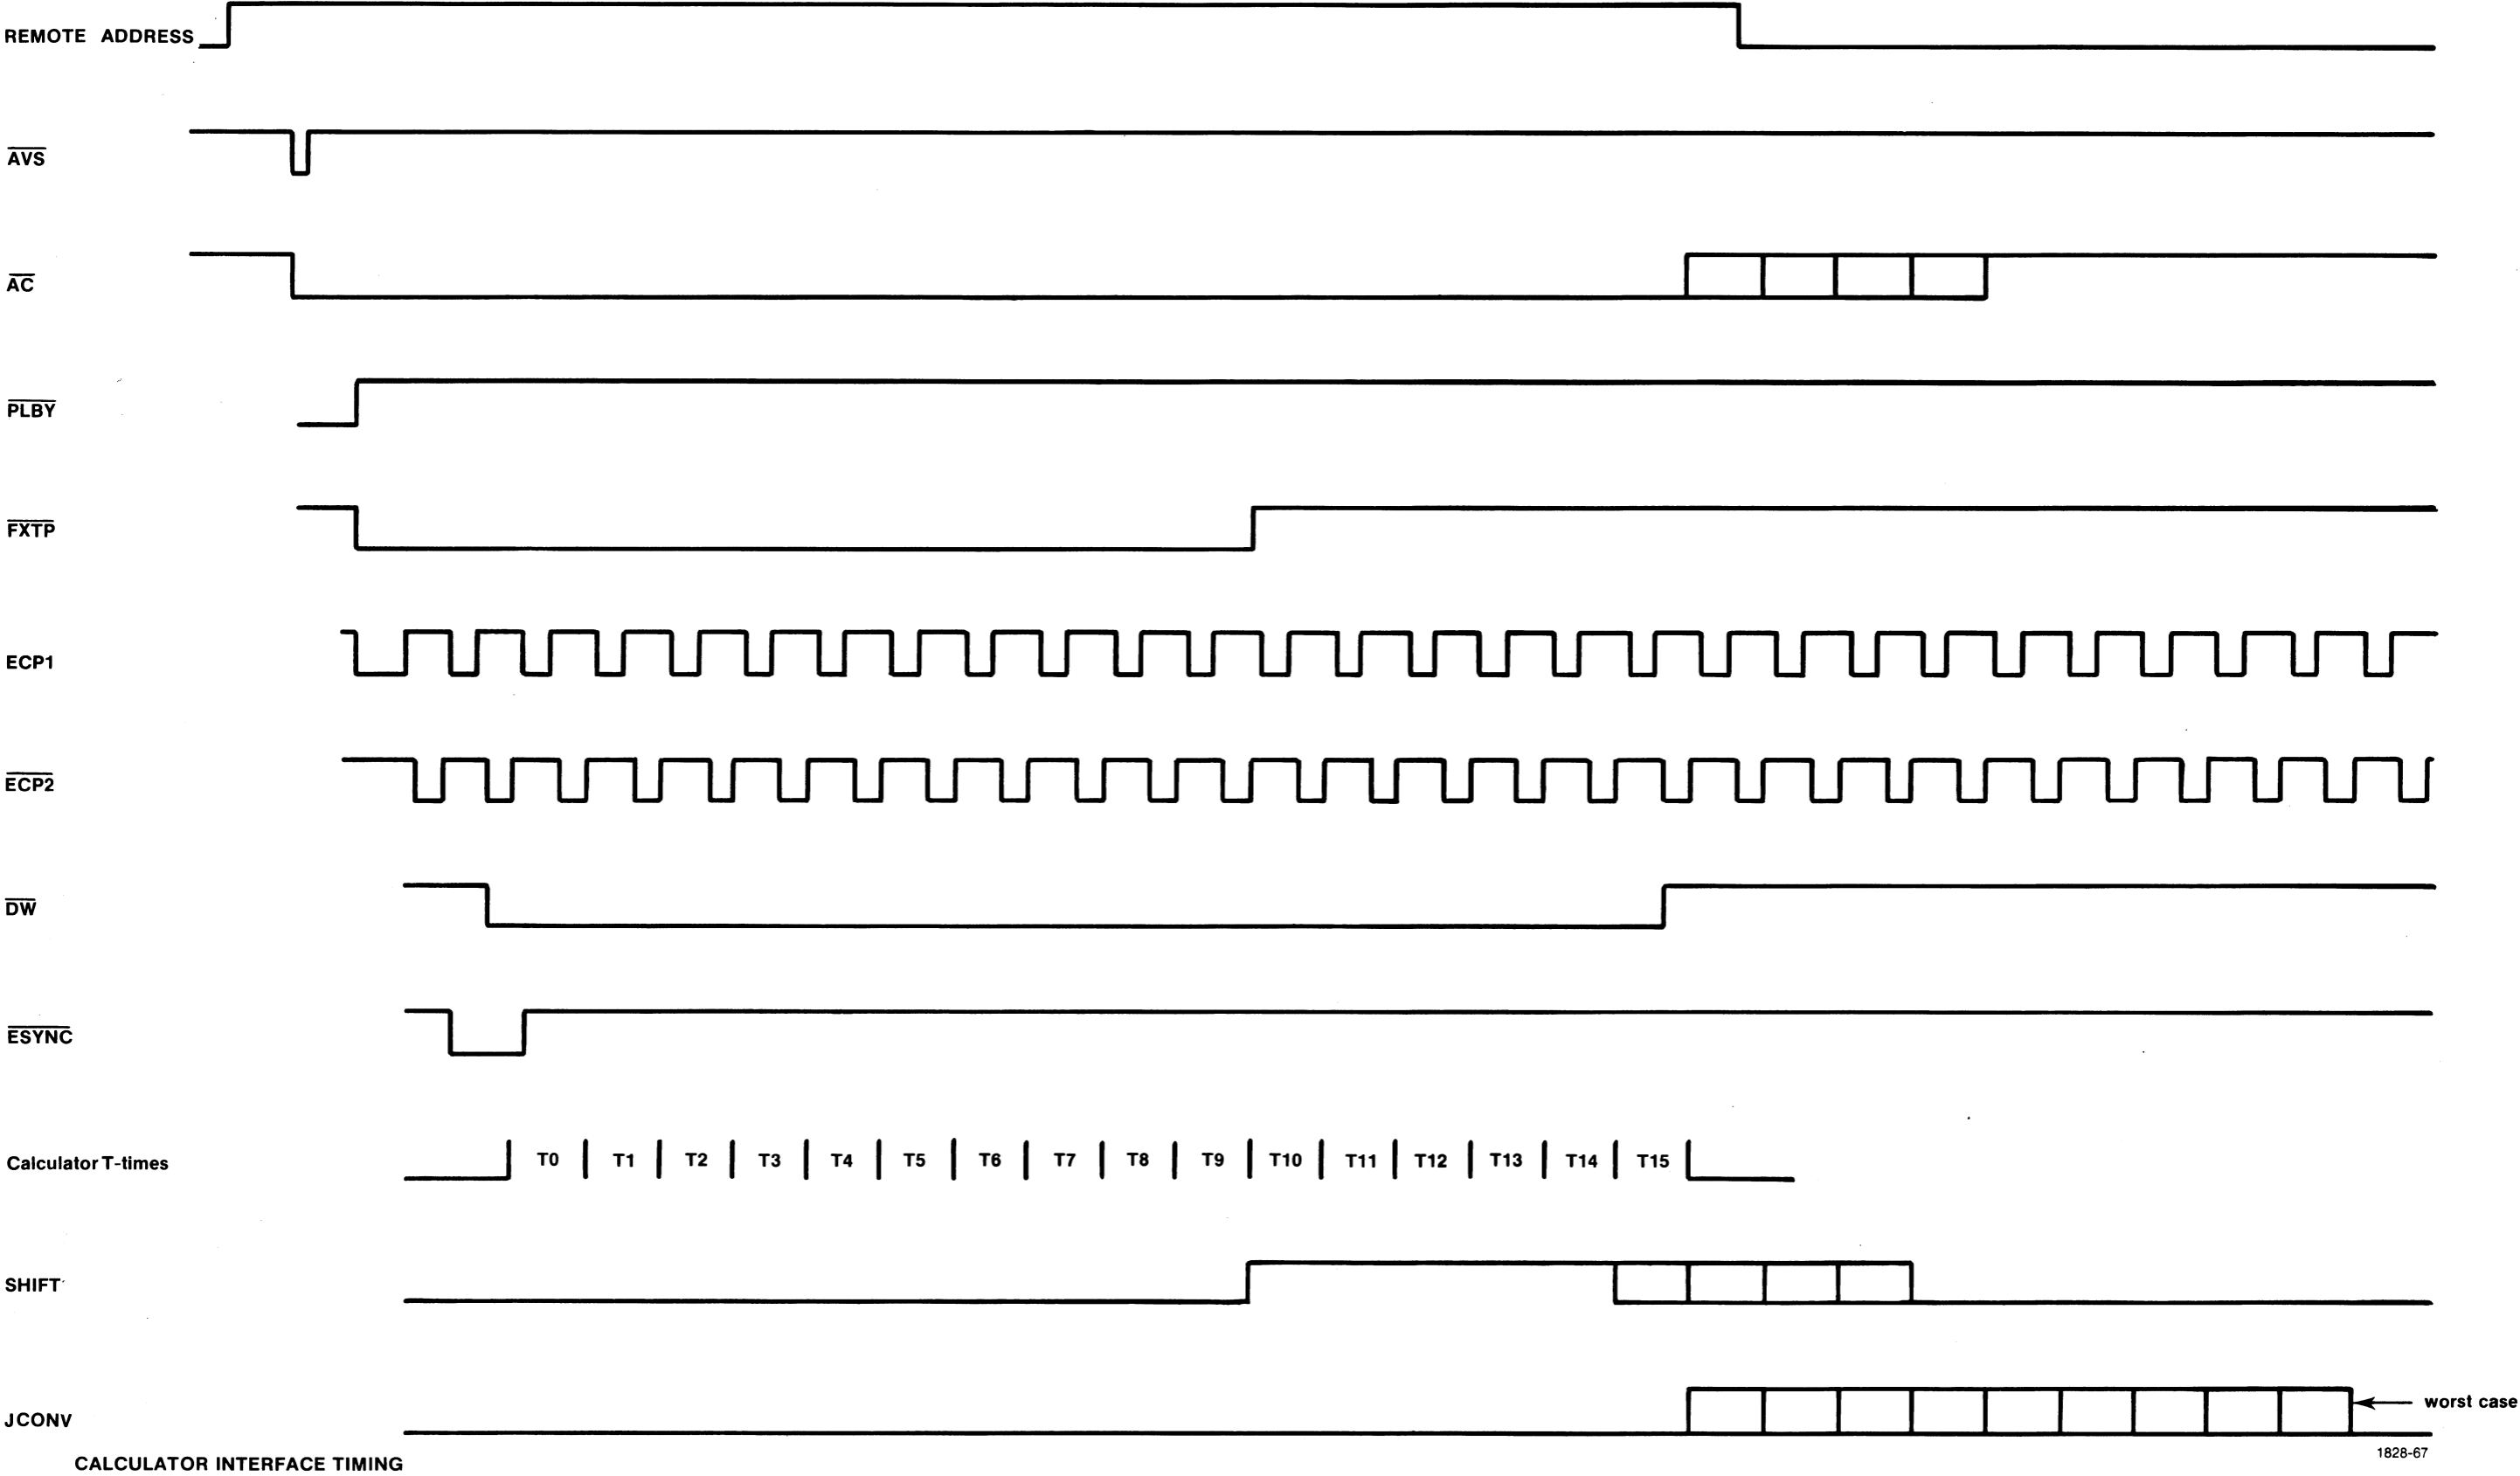 REMOTE ADDRESS
AVS
AC
PLBY
FXTP
ECP1
ECP2
DW
ESYNC
Calculator T-times T0 T1 T2 T3 T4 T5 T6 T7 T8 T9 T10 T11 T12 T13 T14 T15
SHIFT
JCONV
worst case
1828-67
CALCULATOR INTERFACE TIMING